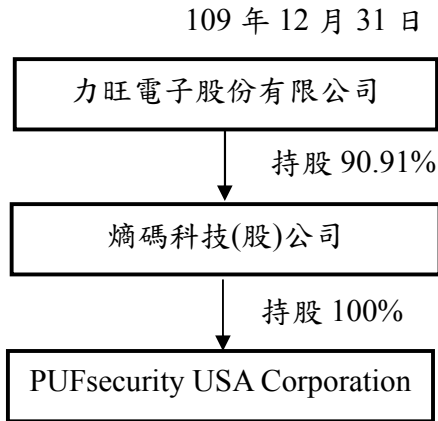 109 年 12 月 31 日
力旺電子股份有限公司
持股 90.91%
熵碼科技(股)公司
持股 100%
PUFsecurity USA Corporation